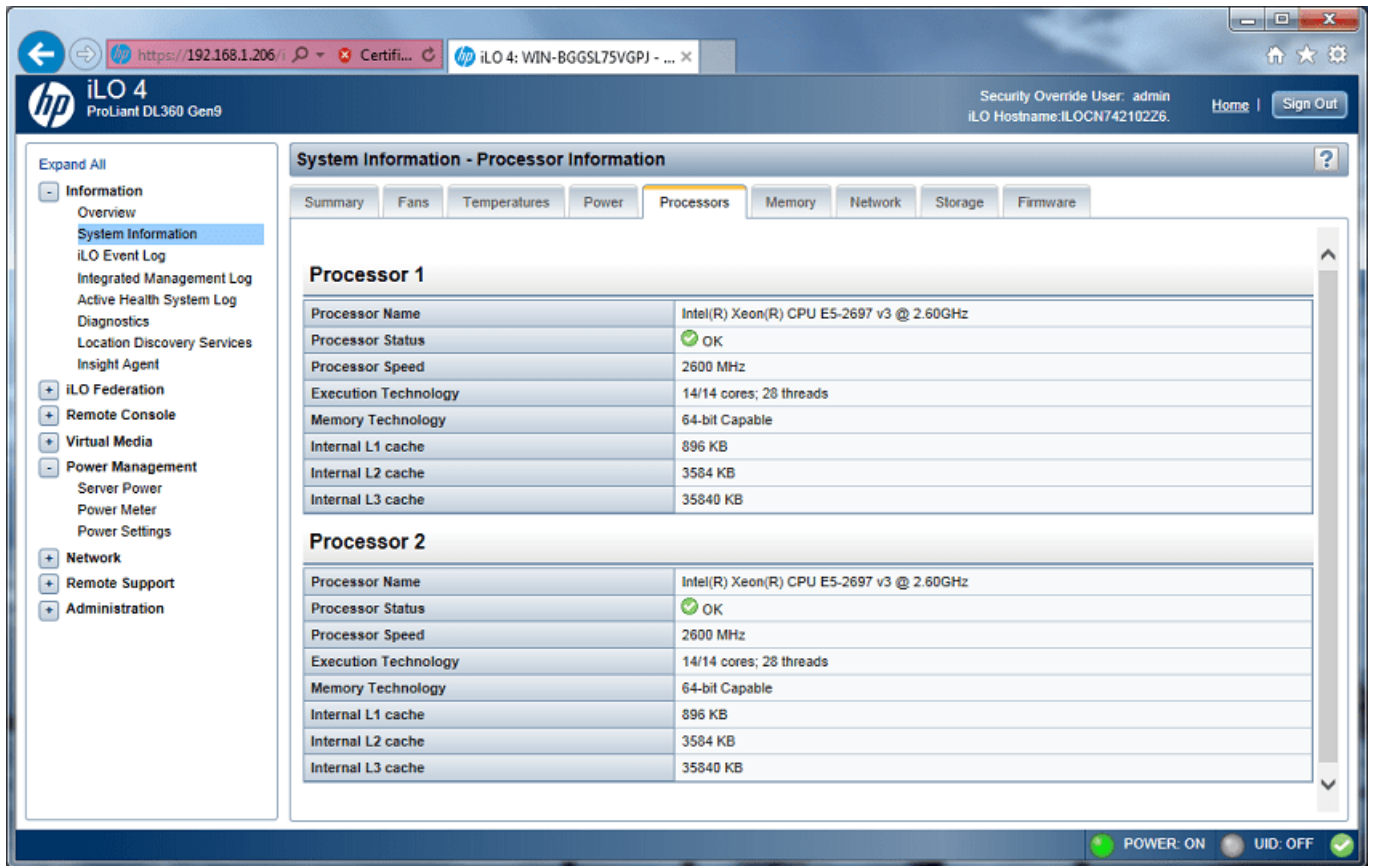 https://192.168.1.206/i
Certifi...
iLO 4: WIN-BGGSL75VGPJ - ...
hp
iLO 4
ProLiant DL360 Gen9
Security Override User: admin
iLO Hostname:ILOCN742102Z6.
Home | Sign Out
Expand All
Information
Overview
System Information
iLO Event Log
Integrated Management Log
Active Health System Log
Diagnostics
Location Discovery Services
Insight Agent
iLO Federation
Remote Console
Virtual Media
Power Management
Server Power
Power Meter
Power Settings
Network
Remote Support
Administration
System Information - Processor Information
?
Summary Fans Temperatures Power Processors Memory Network Storage Firmware
Processor 1
Processor Name Intel(R) Xeon(R) CPU E5-2697 v3 @ 2.60GHz
Processor Status OK
Processor Speed 2600 MHz
Execution Technology 14/14 cores; 28 threads
Memory Technology 64-bit Capable
Internal L1 cache 896 KB
Internal L2 cache 3584 KB
Internal L3 cache 35840 KB
Processor 2
Processor Name Intel(R) Xeon(R) CPU E5-2697 v3 @ 2.60GHz
Processor Status OK
Processor Speed 2600 MHz
Execution Technology 14/14 cores; 28 threads
Memory Technology 64-bit Capable
Internal L1 cache 896 KB
Internal L2 cache 3584 KB
Internal L3 cache 35840 KB
POWER: ON UID: OFF